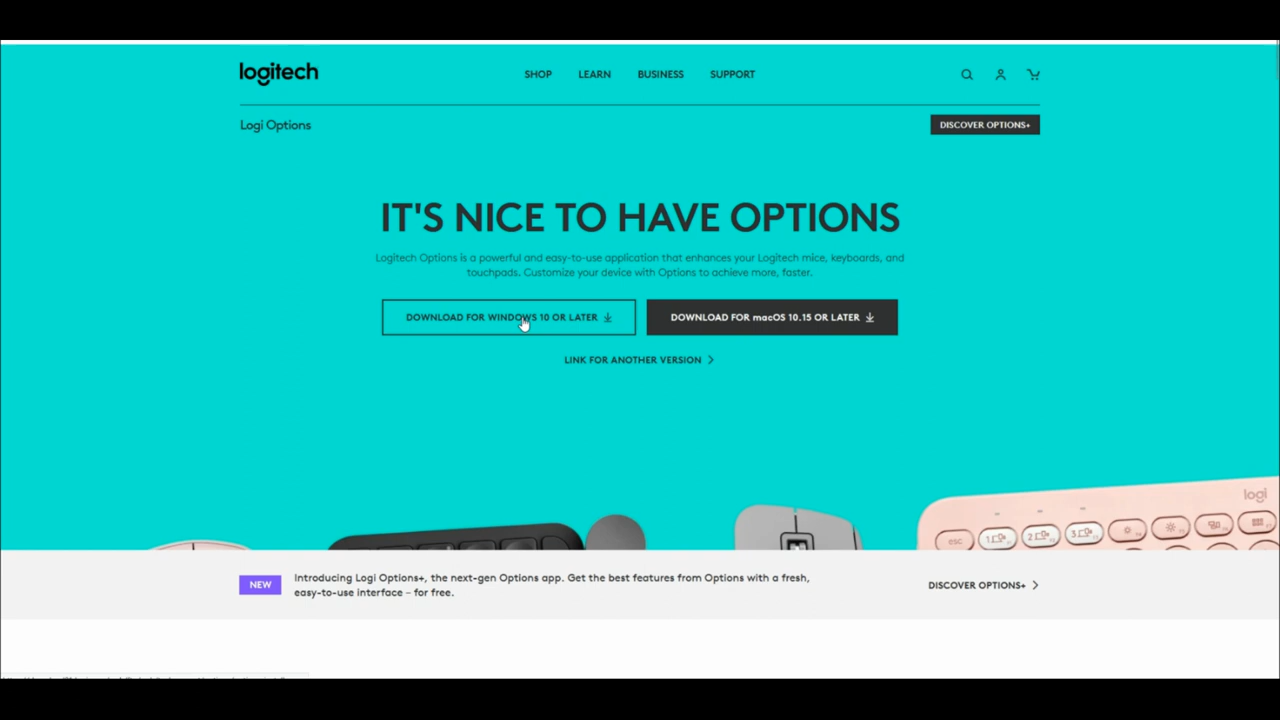 logitech
SHOP LEARN BUSINESS SUPPORT
Logi Options
DISCOVER OPTIONS+
IT'S NICE TO HAVE OPTIONS
Logitech Options is a powerful and easy-to-use application that enhances your Logitech mice, keyboards, and
touchpads. Customize your device with Options to achieve more, faster.
DOWNLOAD FOR WINDOWS 10 OR LATER
DOWNLOAD FOR macOS 10.15 OR LATER
LINK FOR ANOTHER VERSION
logi
esc 1 2 3
NEW
Introducing Logi Options+, the next-gen Options app. Get the best features from Options with a fresh,
easy-to-use interface – for free.
DISCOVER OPTIONS+